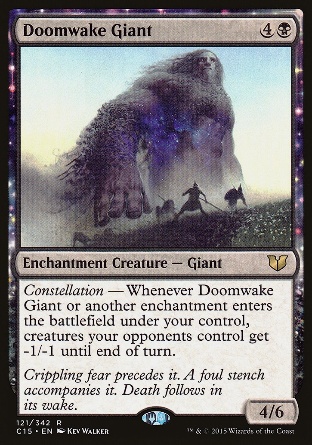 Doomwake Giant 4
Enchantment Creature — Giant
Constellation — Whenever Doomwake
Giant or another enchantment enters
the battlefield under your control,
creatures your opponents control get
-1/-1 until end of turn.
Crippling fear precedes it. A foul stench
accompanies it. Death follows in
its wake.
4/6
121/342 R
C15 • EN Kev Walker
™ & © 2015 Wizards of the Coast